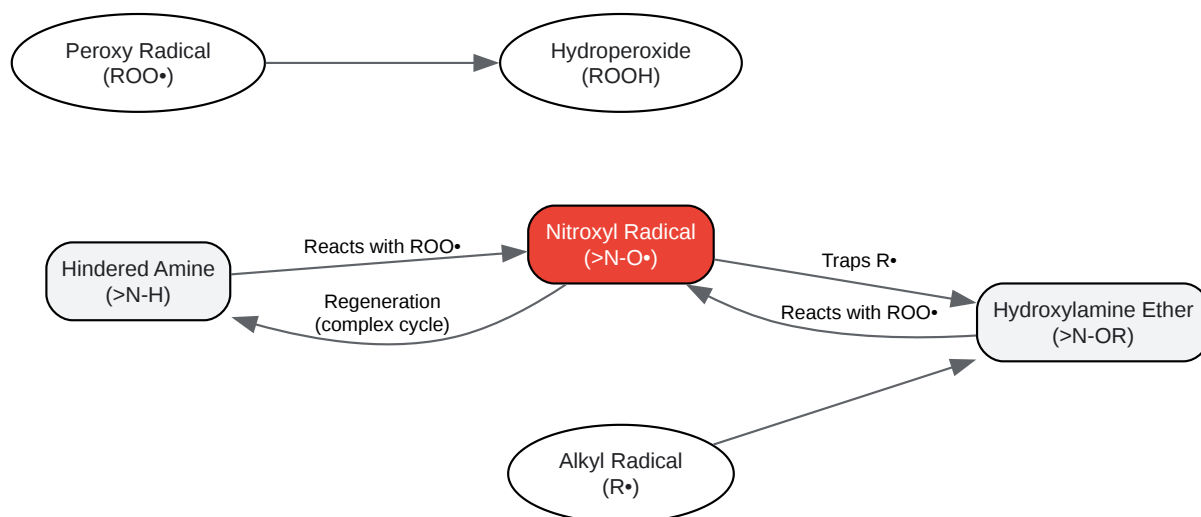 Peroxy Radical
(ROO•)
Hydroperoxide
(ROOH)
Hindered Amine
(>N-H)
Reacts with ROO•
Regeneration
(complex cycle)
Nitroxyl Radical
(>N-O•)
Traps R•
Reacts with ROO•
Hydroxylamine Ether
(>N-OR)
Alkyl Radical
(R•)